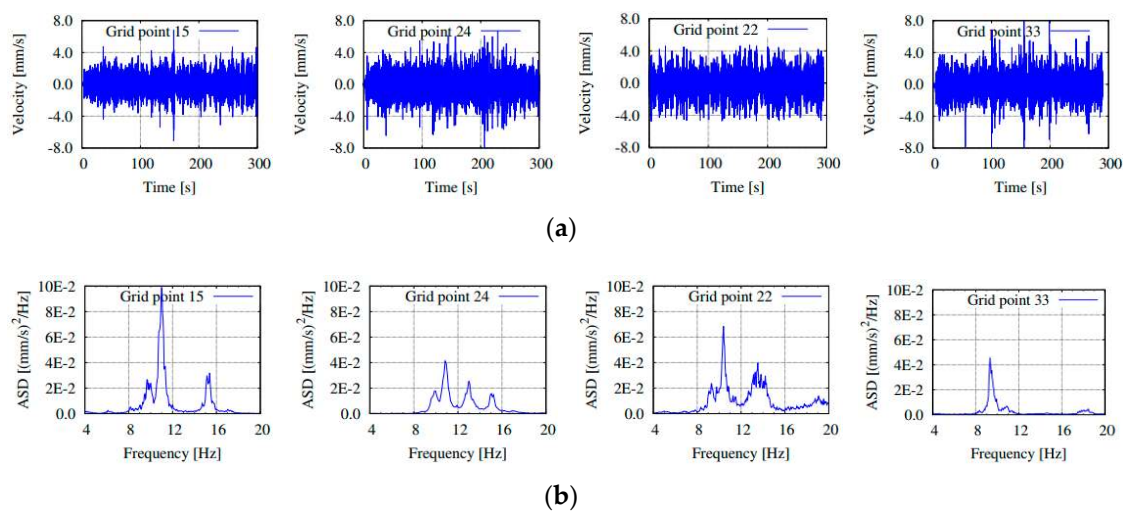 8.0 4.0 0.0 -4.0 -8.0
Velocity [mm/s]
Grid point 15
0 100 200 300
Time [s]
8.0 4.0 0.0 -4.0 -8.0
Velocity [mm/s]
Grid point 24
0 100 200 300
Time [s]
8.0 4.0 0.0 -4.0 -8.0
Velocity [mm/s]
Grid point 22
0 100 200 300
Time [s]
8.0 4.0 0.0 -4.0 -8.0
Velocity [mm/s]
Grid point 33
0 100 200 300
Time [s]
(a)
10E-2 8E-2 6E-2 4E-2 2E-2 0.0
ASD [(mm/s)²/Hz]
Grid point 15
4 8 12 16 20
Frequency [Hz]
10E-2 8E-2 6E-2 4E-2 2E-2 0.0
ASD [(mm/s)²/Hz]
Grid point 24
4 8 12 16 20
Frequency [Hz]
10E-2 8E-2 6E-2 4E-2 2E-2 0.0
ASD [(mm/s)²/Hz]
Grid point 22
4 8 12 16 20
Frequency [Hz]
10E-2 8E-2 6E-2 4E-2 2E-2 0.0
ASD [(mm/s)²/Hz]
Grid point 33
4 8 12 16 20
Frequency [Hz]
(b)